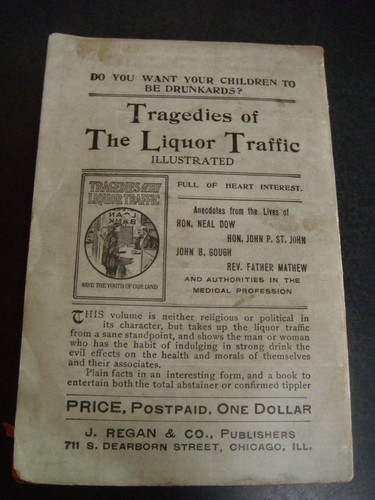 DO YOU WANT YOUR CHILDREN TO
BE DRUNKARDS?
Tragedies of
The Liquor Traffic
ILLUSTRATED
TRAGEDIES OF THE
LIQUOR TRAFFIC
LOAN
BANK
SAVE THE YOUTH OF OUR LAND
FULL OF HEART INTEREST.
Anecdotes from the Lives of
HON. NEAL DOW
HON. JOHN P. ST. JOHN
JOHN B. GOUGH
REV. FATHER MATHEW
AND AUTHORITIES IN THE
MEDICAL PROFESSION
THIS volume is neither religious or political in
its character, but takes up the liquor traffic
from a sane standpoint, and shows the man or woman
who has the habit of indulging in strong drink the
evil effects on the health and morals of themselves
and their associates.
Plain facts in an interesting form, and a book to
entertain both the total abstainer or confirmed tippler
PRICE, POSTPAID, ONE DOLLAR
J. REGAN & CO., PUBLISHERS
711 S. DEARBORN STREET, CHICAGO, ILL.